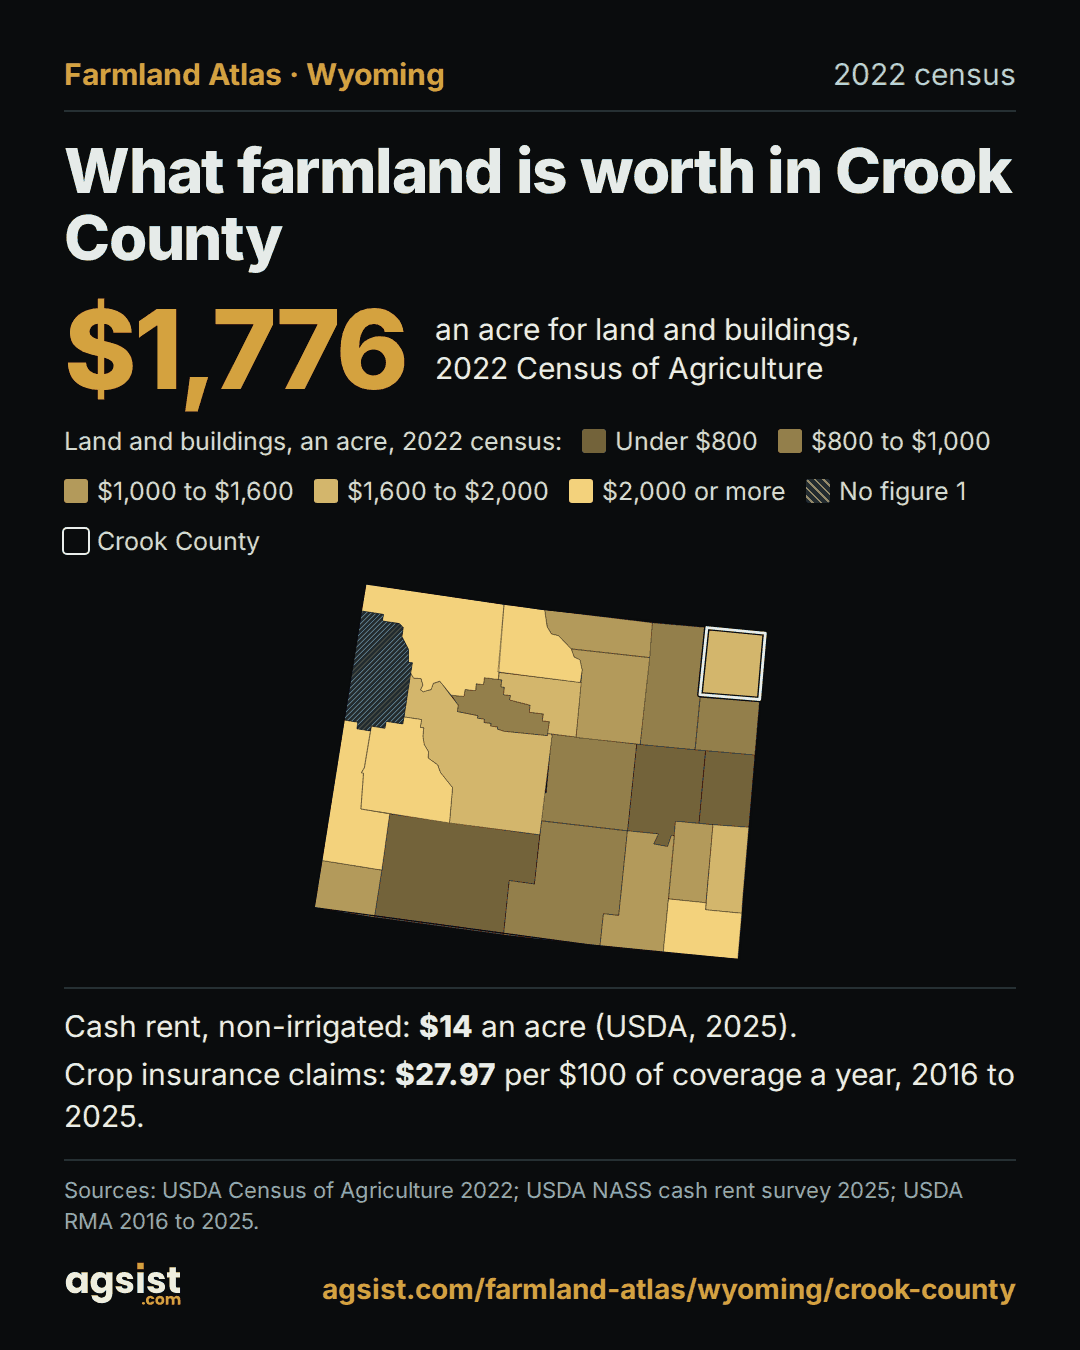 Farmland Atlas · Wyoming
2022 census
What farmland is worth in Crook
County
$1,776
an acre for land and buildings,
2022 Census of Agriculture
Land and buildings, an acre, 2022 census: Under $800 $800 to $1,000
$1,000 to $1,600 $1,600 to $2,000 $2,000 or more No figure 1
Crook County
Cash rent, non-irrigated: $14 an acre (USDA, 2025).
Crop insurance claims: $27.97 per $100 of coverage a year, 2016 to
2025.
Sources: USDA Census of Agriculture 2022; USDA NASS cash rent survey 2025; USDA
RMA 2016 to 2025.
agsist
.com
agsist.com/farmland-atlas/wyoming/crook-county